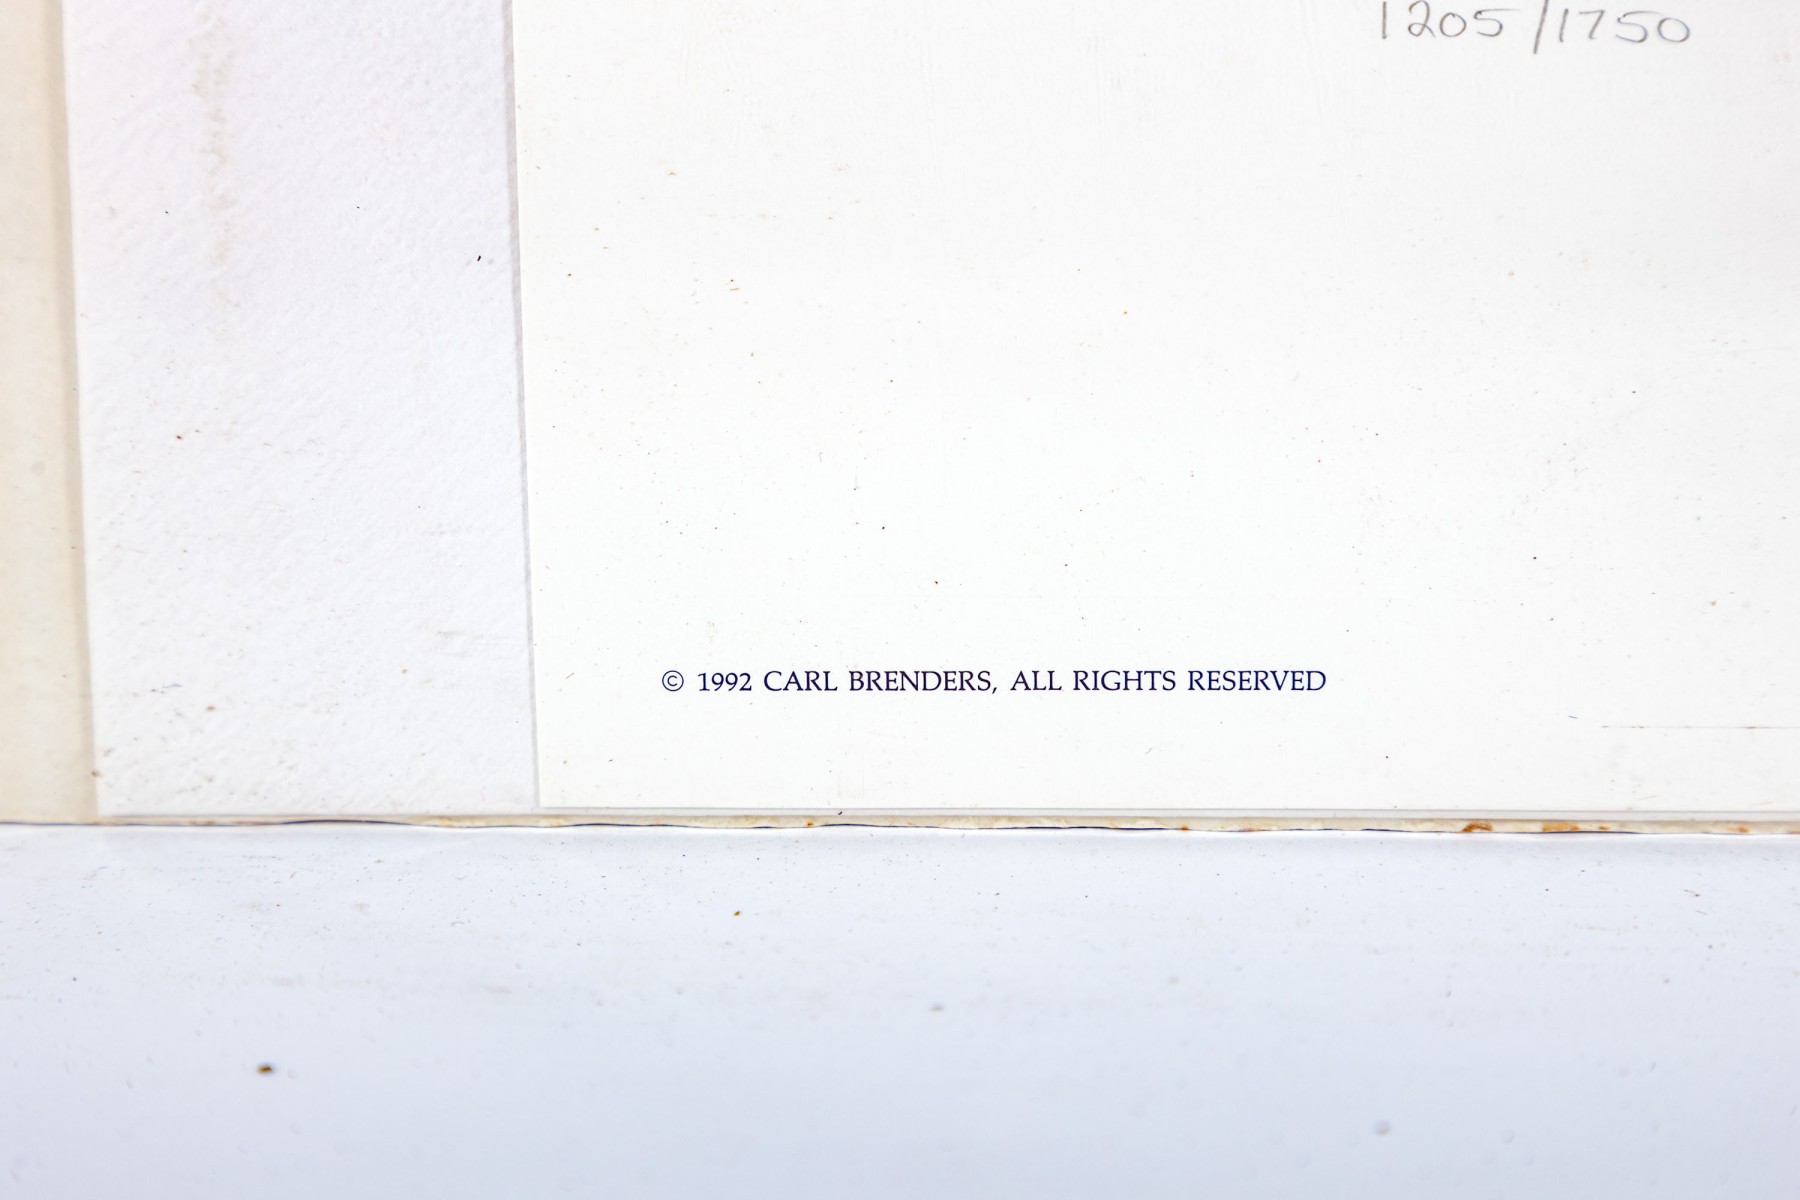 1205/1750
© 1992 CARL BRENDERS, ALL RIGHTS RESERVED